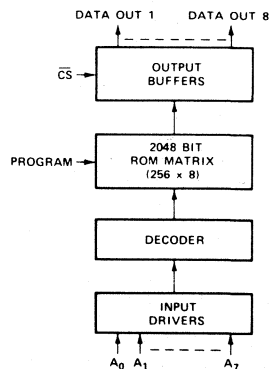 DATA OUT 1 DATA OUT 8
OUTPUT
BUFFERS
C̅S̅
2048 BIT
ROM MATRIX
(256 x 8)
PROGRAM
DECODER
INPUT
DRIVERS
A₀ A₁ A₇